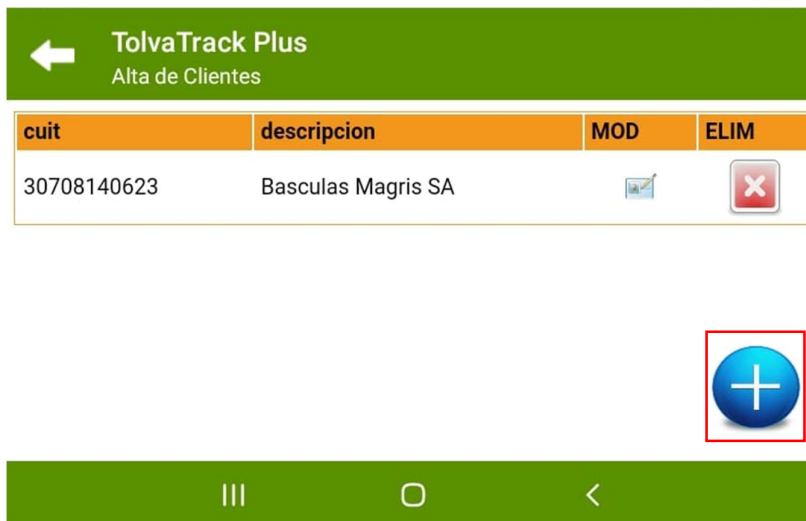 TolvaTrack Plus
Alta de Clientes
cuit descripcion MOD ELIM
30708140623 Basculas Magris SA